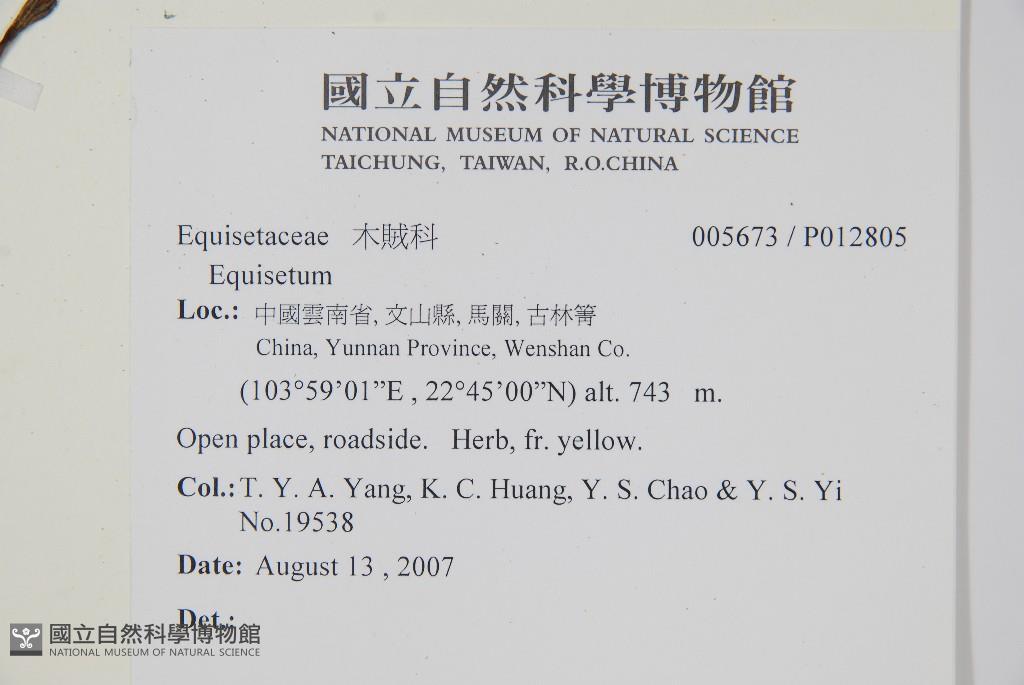 國立自然科學博物館
NATIONAL MUSEUM OF NATURAL SCIENCE
TAICHUNG, TAIWAN, R.O.CHINA
Equisetaceae 木賊科 005673 / P012805
Equisetum
Loc.: 中國雲南省, 文山縣, 馬關, 古林箐
China, Yunnan Province, Wenshan Co.
(103°59’01”E , 22°45’00”N) alt. 743 m.
Open place, roadside. Herb, fr. yellow.
Col.: T. Y. A. Yang, K. C. Huang, Y. S. Chao & Y. S. Yi
No.19538
Date: August 13 , 2007
Det.:
國立自然科學博物館
NATIONAL MUSEUM OF NATURAL SCIENCE